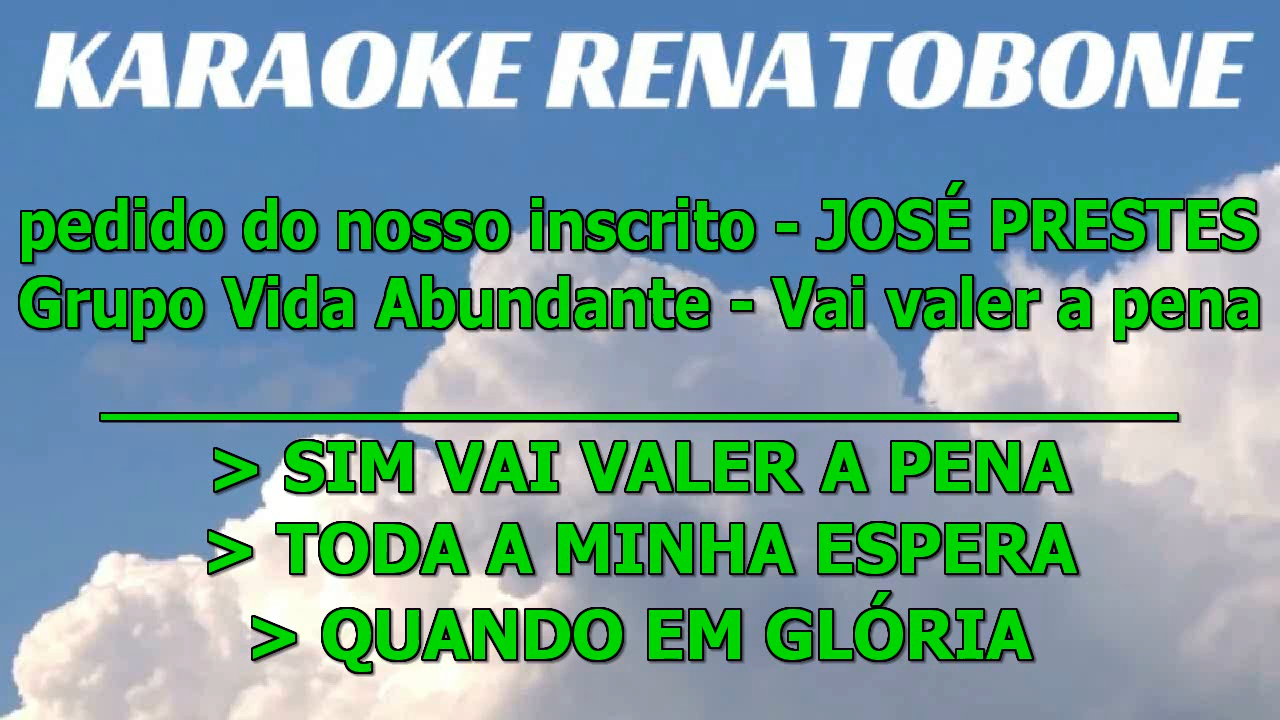 KARAOKE RENATOBONE
pedido do nosso inscrito - JOSÉ PRESTES
Grupo Vida Abundante - Vai valer a pena
> SIM VAI VALER A PENA
> TODA A MINHA ESPERA
> QUANDO EM GLÓRIA